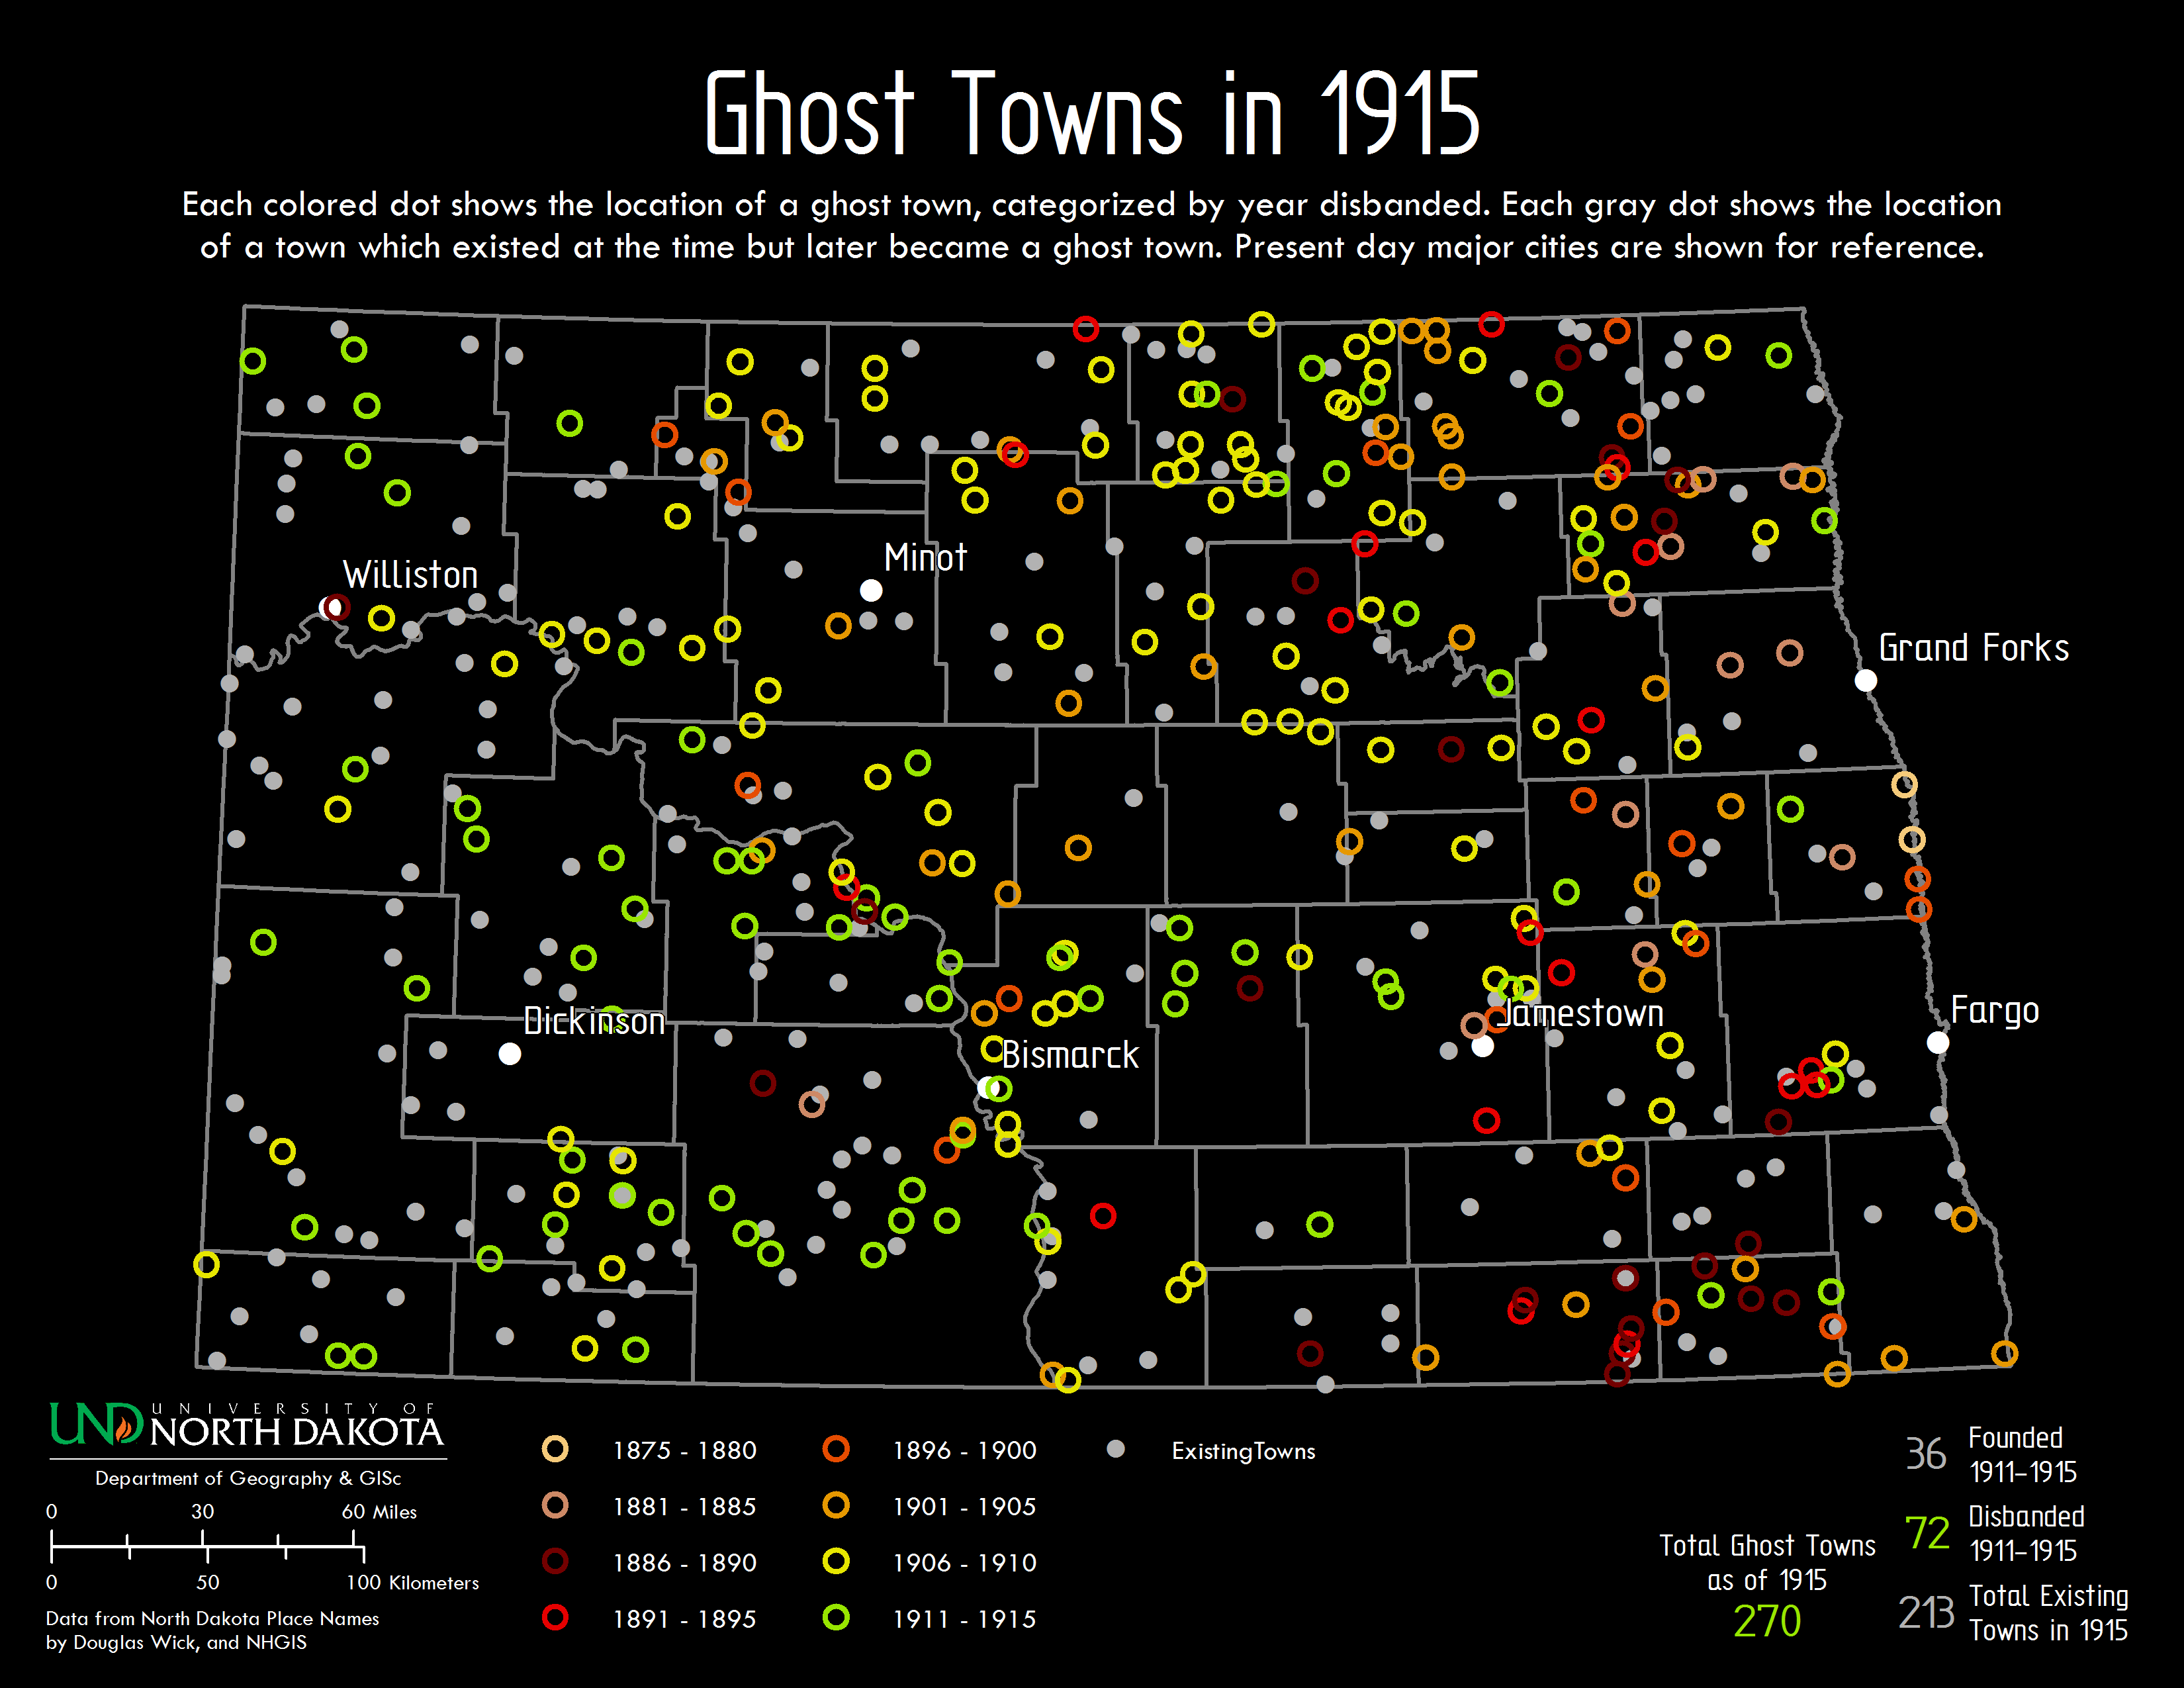 Ghost Towns in 1915
Each colored dot shows the location of a ghost town, categorized by year disbanded. Each gray dot shows the location
of a town which existed at the time but later became a ghost town. Present day major cities are shown for reference.
Minot
Williston
Grand Forks
Fargo
Jamestown
Dickinson
Bismarck
UND UNIVERSITY OF
NORTH DAKOTA
Department of Geography & GISc
0 30 60 Miles
0 50 100 Kilometers
Data from North Dakota Place Names
by Douglas Wick, and NHGIS
1875 - 1880
1881 - 1885
1886 - 1890
1891 - 1895
1896 - 1900
1901 - 1905
1906 - 1910
1911 - 1915
ExistingTowns
Total Ghost Towns
as of 1915
270
36 Founded
1911-1915
72 Disbanded
1911-1915
213 Total Existing
Towns in 1915